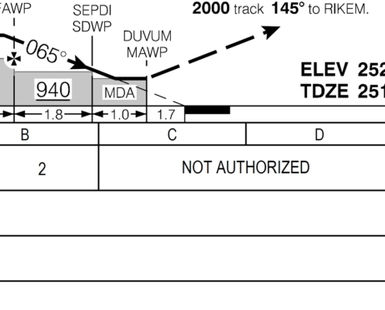 FAWP
SEPDI
SDWP
2000 track 145° to RIKEM.
DUVUM
MAWP
065°
ELEV 252
TDZE 251
940
MDA
1.8 1.0 1.7
B C D
2 NOT AUTHORIZED